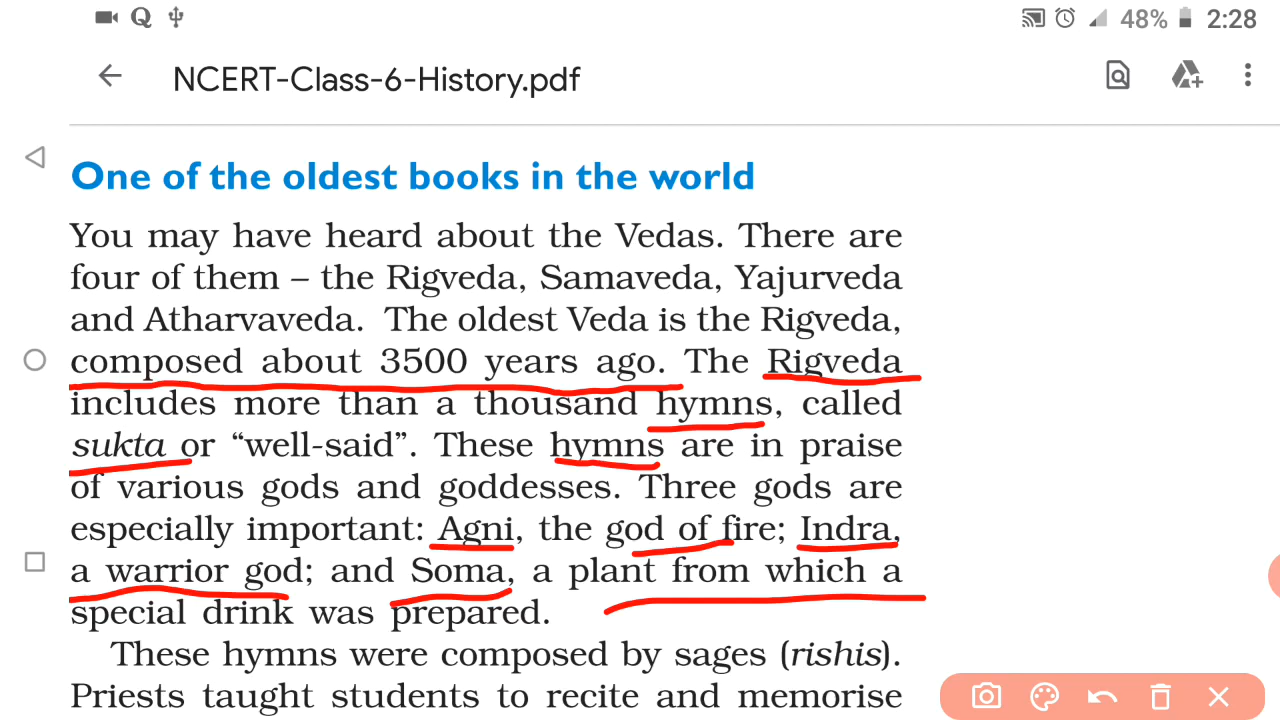 48% 2:28
NCERT-Class-6-History.pdf
One of the oldest books in the world
You may have heard about the Vedas. There are
four of them – the Rigveda, Samaveda, Yajurveda
and Atharvaveda. The oldest Veda is the Rigveda,
composed about 3500 years ago. The Rigveda
includes more than a thousand hymns, called
sukta or “well-said”. These hymns are in praise
of various gods and goddesses. Three gods are
especially important: Agni, the god of fire; Indra,
a warrior god; and Soma, a plant from which a
special drink was prepared.
These hymns were composed by sages (rishis).
Priests taught students to recite and memorise